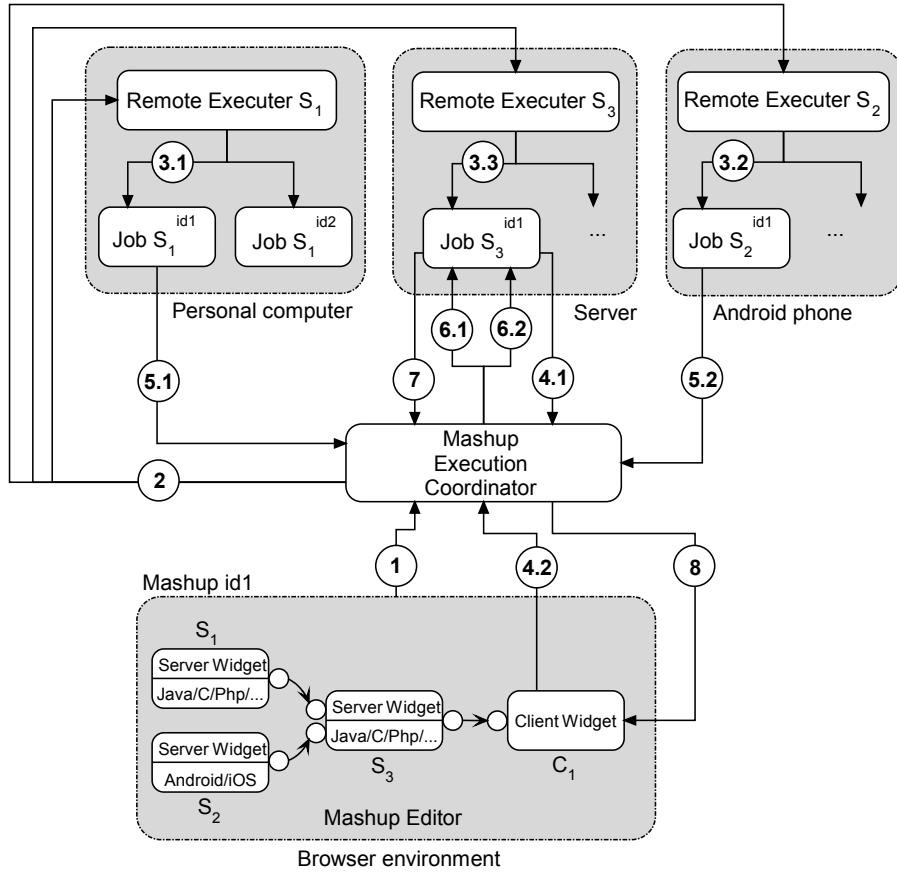 Remote Executer S1
Remote Executer S3
Remote Executer S2
3.1
3.3
3.2
Job S1 id1
Job S1 id2
Job S3 id1
...
Job S2 id1
...
Personal computer
Server
Android phone
6.1
6.2
5.1
7
4.1
5.2
Mashup
Execution
Coordinator
2
1
4.2
8
Mashup id1
S1
Server Widget
Java/C/Php/...
Server Widget
Java/C/Php/...
S3
Client Widget
C1
Server Widget
Android/iOS
S2
Mashup Editor
Browser environment